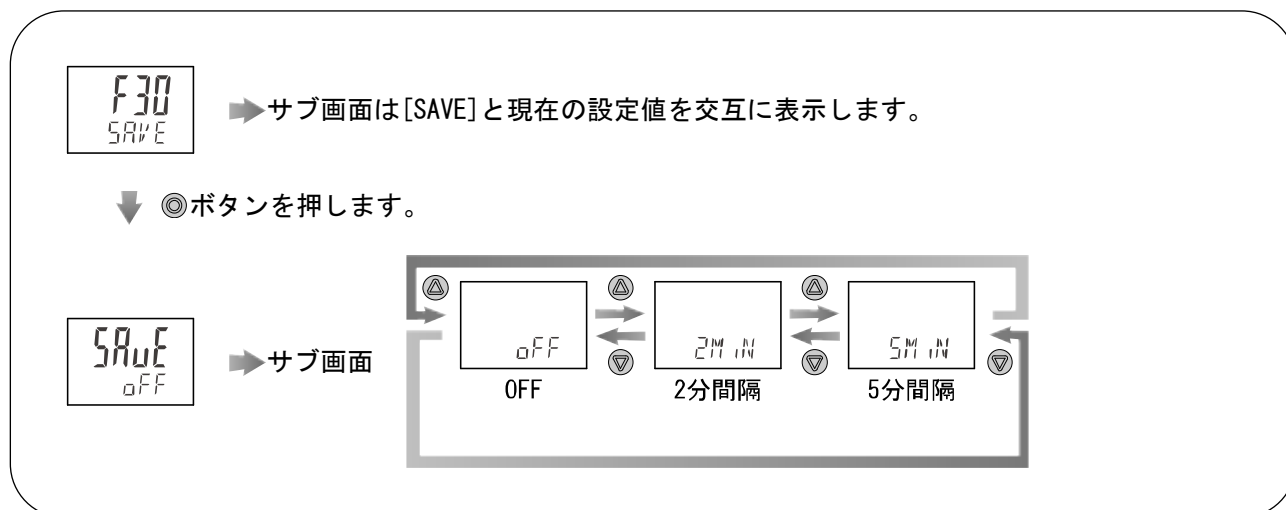 F30
SAVE
サブ画面は[SAVE]と現在の設定値を交互に表示します。
◎ボタンを押します。
SAvE
oFF
サブ画面
oFF
2MiN
5MiN
OFF
2分間隔
5分間隔